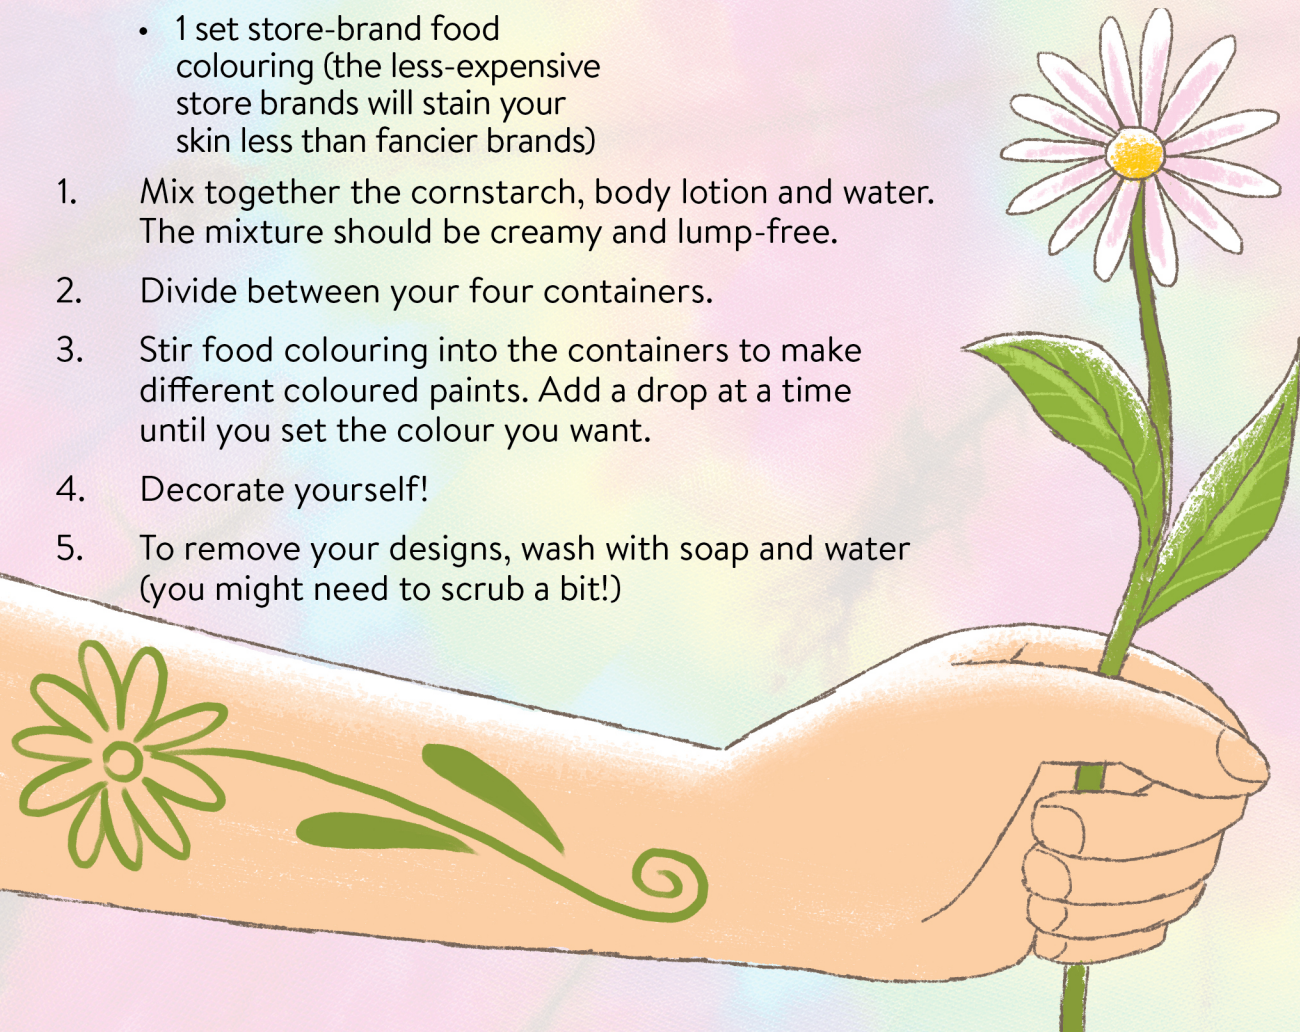 • 1 set store-brand food
colouring (the less-expensive
store brands will stain your
skin less than fancier brands)
1. Mix together the cornstarch, body lotion and water.
The mixture should be creamy and lump-free.
2. Divide between your four containers.
3. Stir food colouring into the containers to make
different coloured paints. Add a drop at a time
until you set the colour you want.
4. Decorate yourself!
5. To remove your designs, wash with soap and water
(you might need to scrub a bit!)